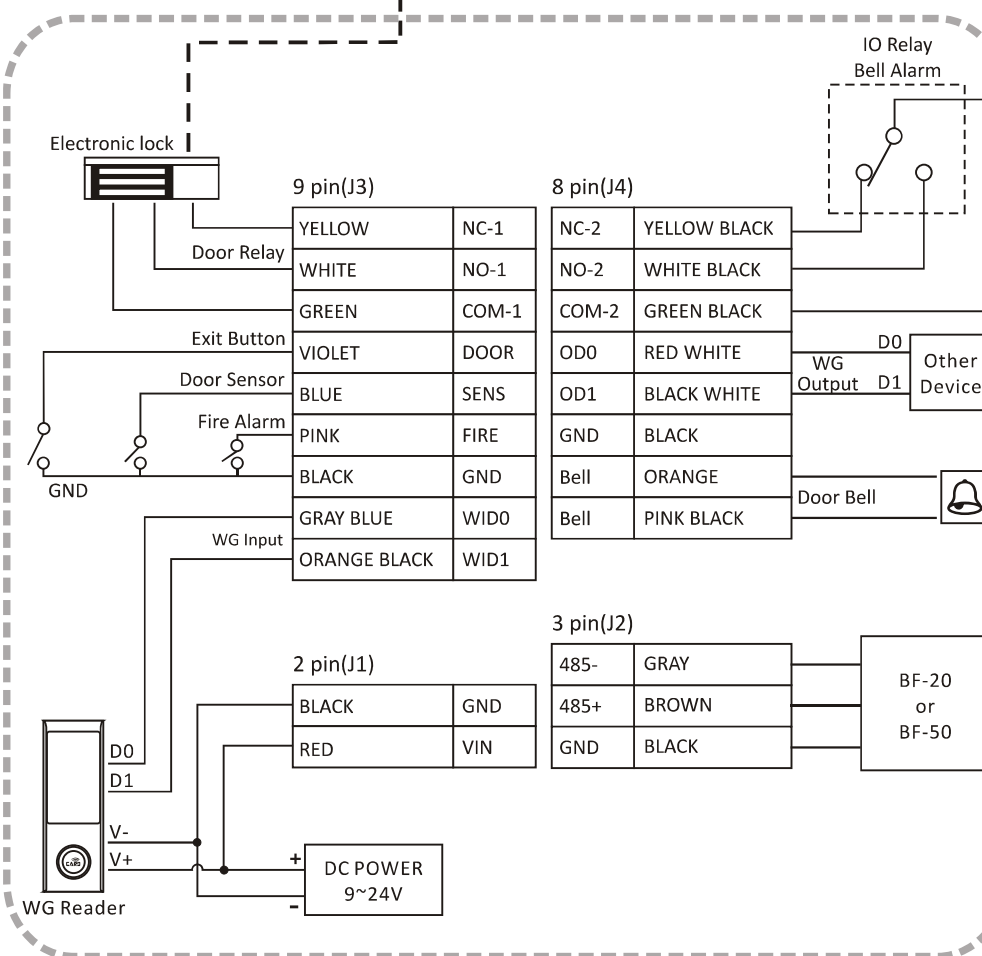 IO Relay
Bell Alarm
Electronic lock
9 pin(J3)
8 pin(J4)
YELLOW NC-1
NC-2 YELLOW BLACK
Door Relay
WHITE NO-1
NO-2 WHITE BLACK
GREEN COM-1
COM-2 GREEN BLACK
Exit Button
VIOLET DOOR
OD0 RED WHITE
D0
WG
Output
D1
Other
Device
Door Sensor
BLUE SENS
OD1 BLACK WHITE
Fire Alarm
PINK FIRE
GND BLACK
BLACK GND
Bell ORANGE
GND
Door Bell
GRAY BLUE WID0
Bell PINK BLACK
WG Input
ORANGE BLACK WID1
3 pin(J2)
2 pin(J1)
485- GRAY
BLACK GND
485+ BROWN
RED VIN
GND BLACK
BF-20
or
BF-50
D0
D1
V-
V+
CARD
+
-
DC POWER
9~24V
WG Reader